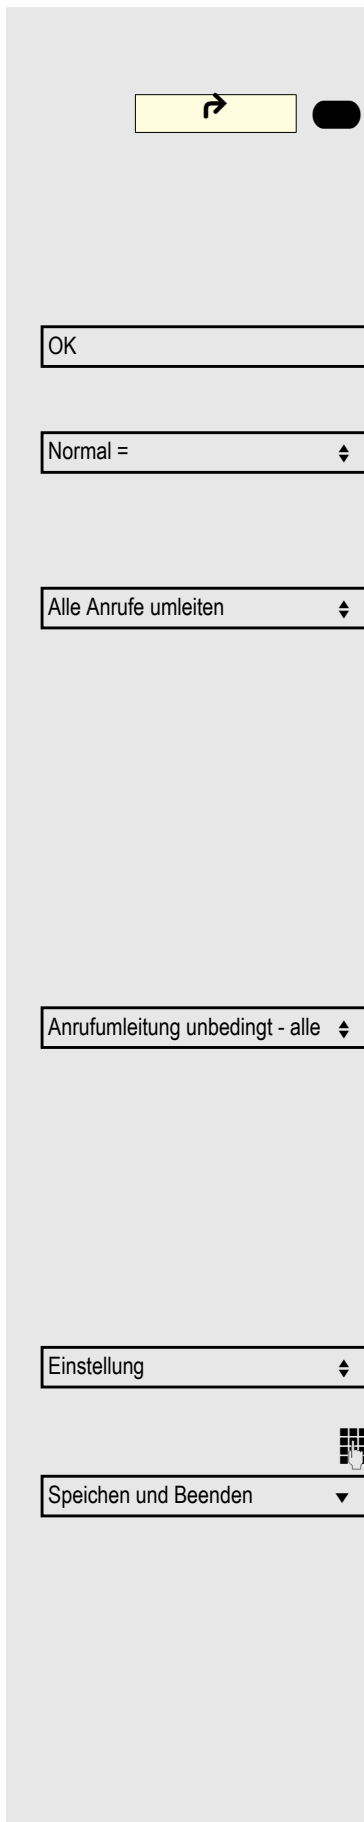 OK
Normal =
Alle Anrufe umleiten
Anrufumleitung unbedingt - alle
Einstellung
Speichen und Beenden